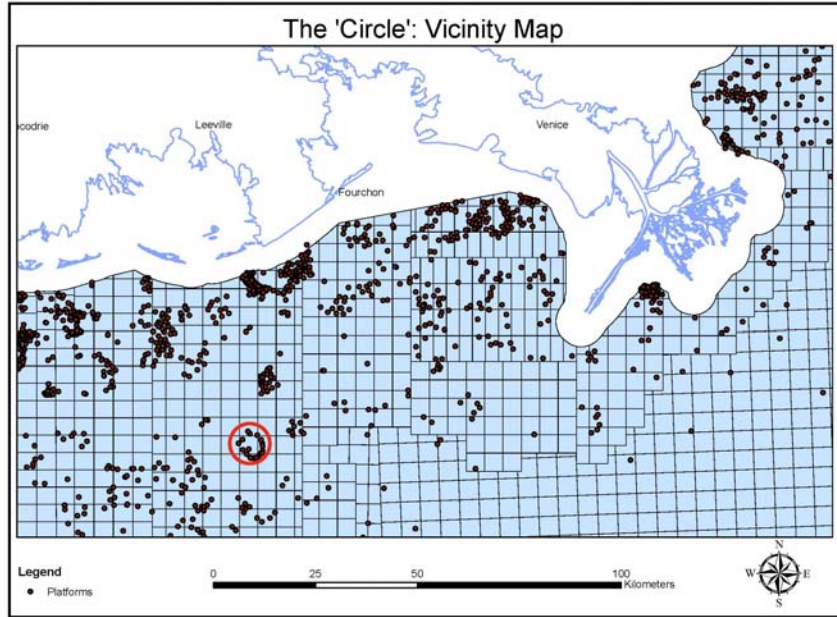 The 'Circle': Vicinity Map
codrie
Leeville
Venice
Fourchon
N
W E
S
Legend
Platforms
0 25 50 100
Kilometers